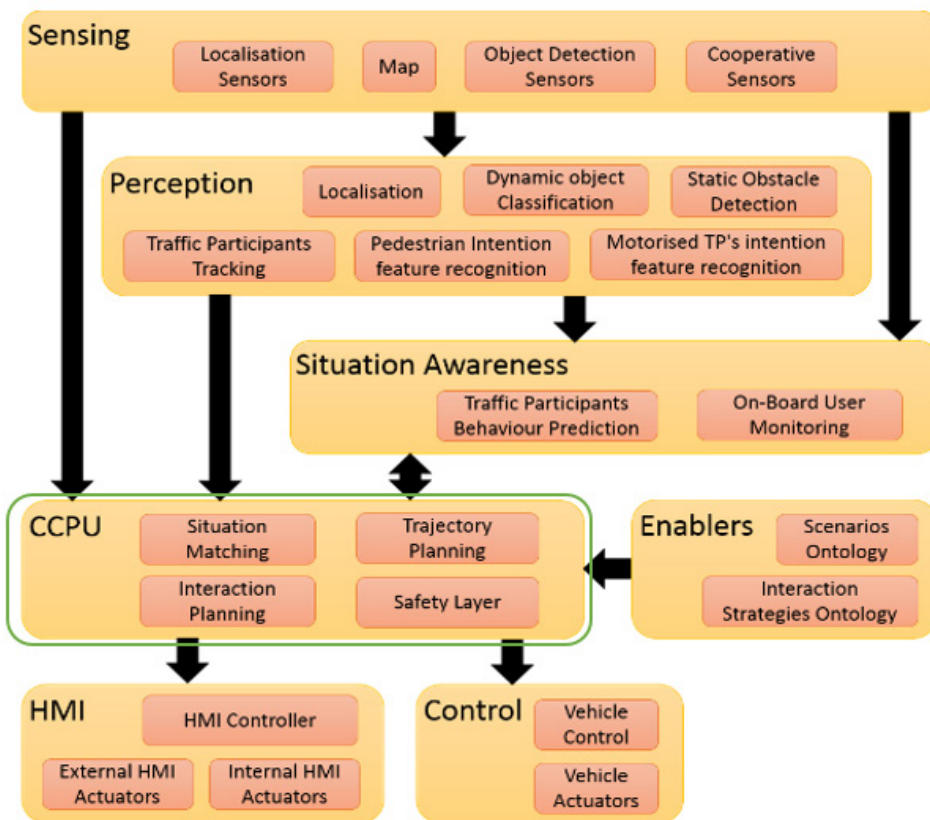 Sensing
Localisation
Sensors
Map
Object Detection
Sensors
Cooperative
Sensors
Perception
Localisation
Dynamic object
Classification
Static Obstacle
Detection
Traffic Participants
Tracking
Pedestrian Intention
feature recognition
Motorised TP's intention
feature recognition
Situation Awareness
Traffic Participants
Behaviour Prediction
On-Board User
Monitoring
CCPU
Situation
Matching
Trajectory
Planning
Interaction
Planning
Safety Layer
Enablers
Scenarios
Ontology
Interaction
Strategies Ontology
HMI
HMI Controller
External HMI
Actuators
Internal HMI
Actuators
Control
Vehicle
Control
Vehicle
Actuators